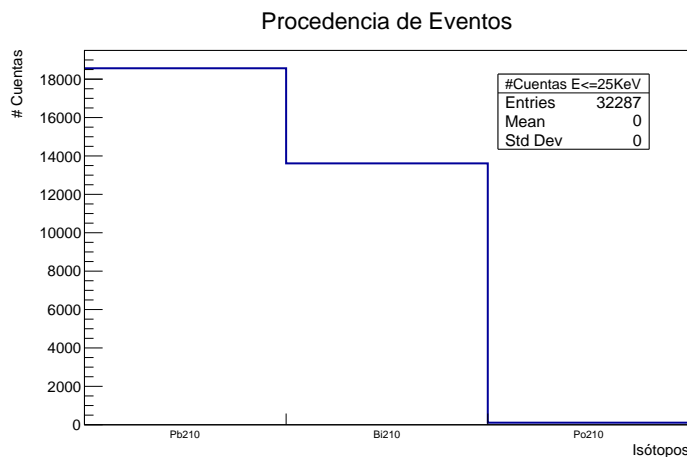 Procedencia de Eventos
# Cuentas
18000
16000
14000
12000
10000
8000
6000
4000
2000
0
#Cuentas E<=25KeV
Entries 32287
Mean 0
Std Dev 0
Pb210 Bi210 Po210
Isótopos